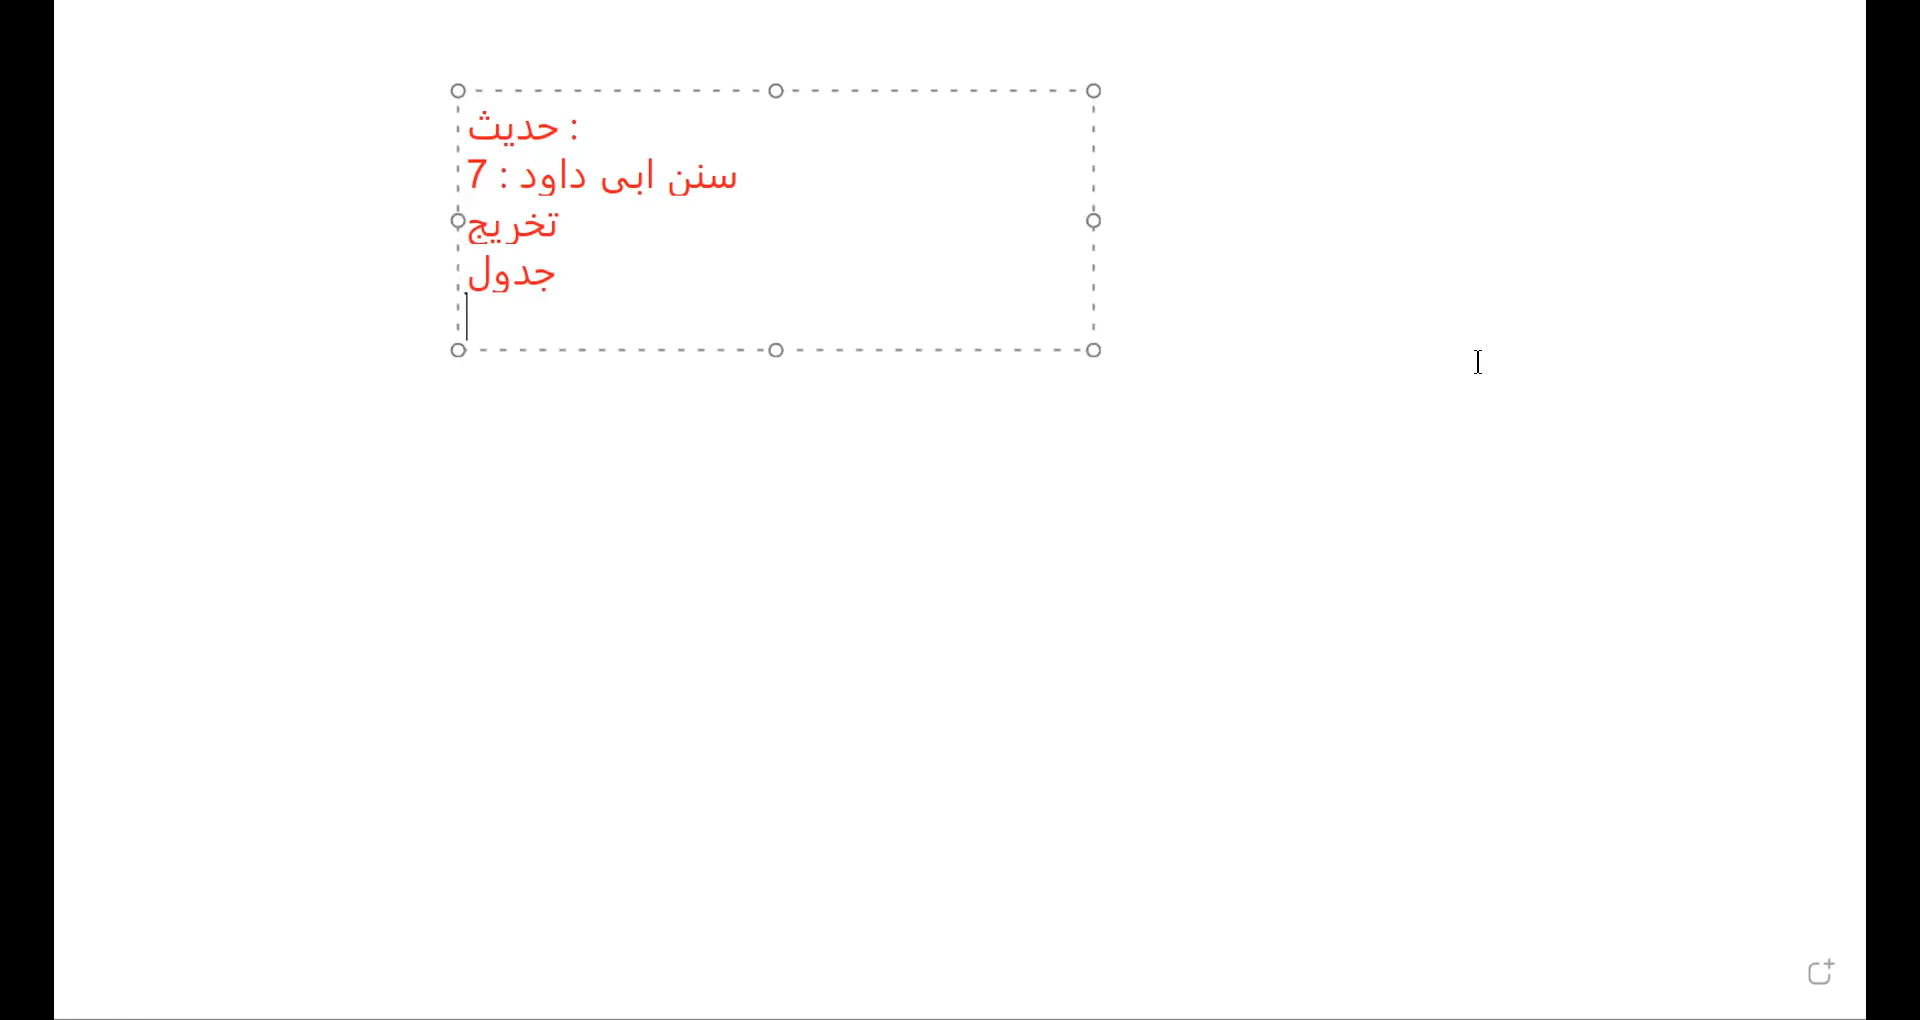 حدیث :
سنن ابی داود : 7
تخریج
جدول